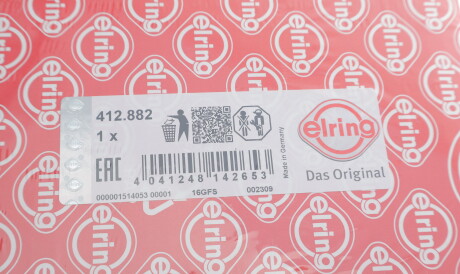 412.882
1 x
EAC
4 041248 142653
000001514053 00001 16GFS 002309
Made in Germany
elring
Das Original